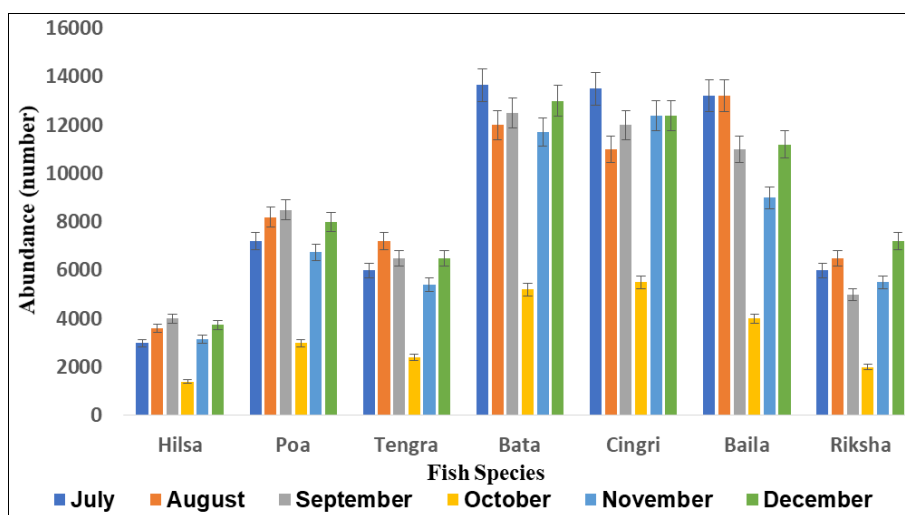 Abundance (number)
16000
14000
12000
10000
8000
6000
4000
2000
0
Hilsa Poa Tengra Bata Cingri Baila Riksha
Fish Species
July August September October November December